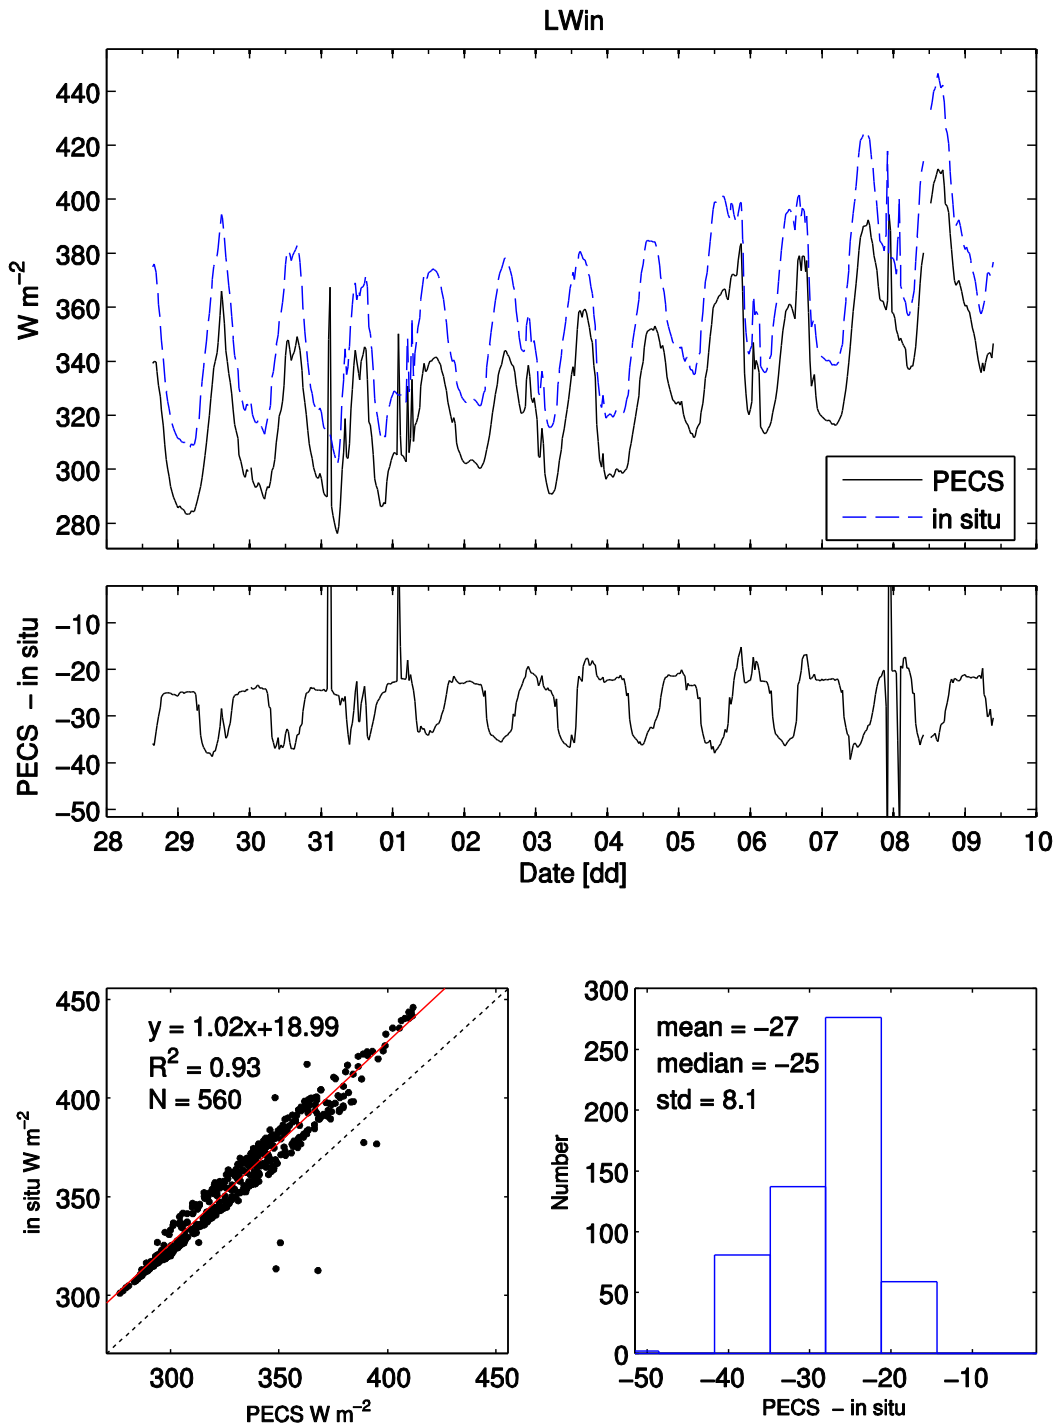 LWin
W m−2
440
420
400
380
360
340
320
300
280
PECS
in situ
PECS − in situ
−10
−20
−30
−40
−50
28 29 30 31 01 02 03 04 05 06 07 08 09 10
Date [dd]
in situ W m−2
450
400
350
300
y = 1.02x+18.99
R2 = 0.93
N = 560
300 350 400 450
PECS W m−2
Number
300
250
200
150
100
50
0
mean = −27
median = −25
std = 8.1
−50 −40 −30 −20 −10
PECS − in situ